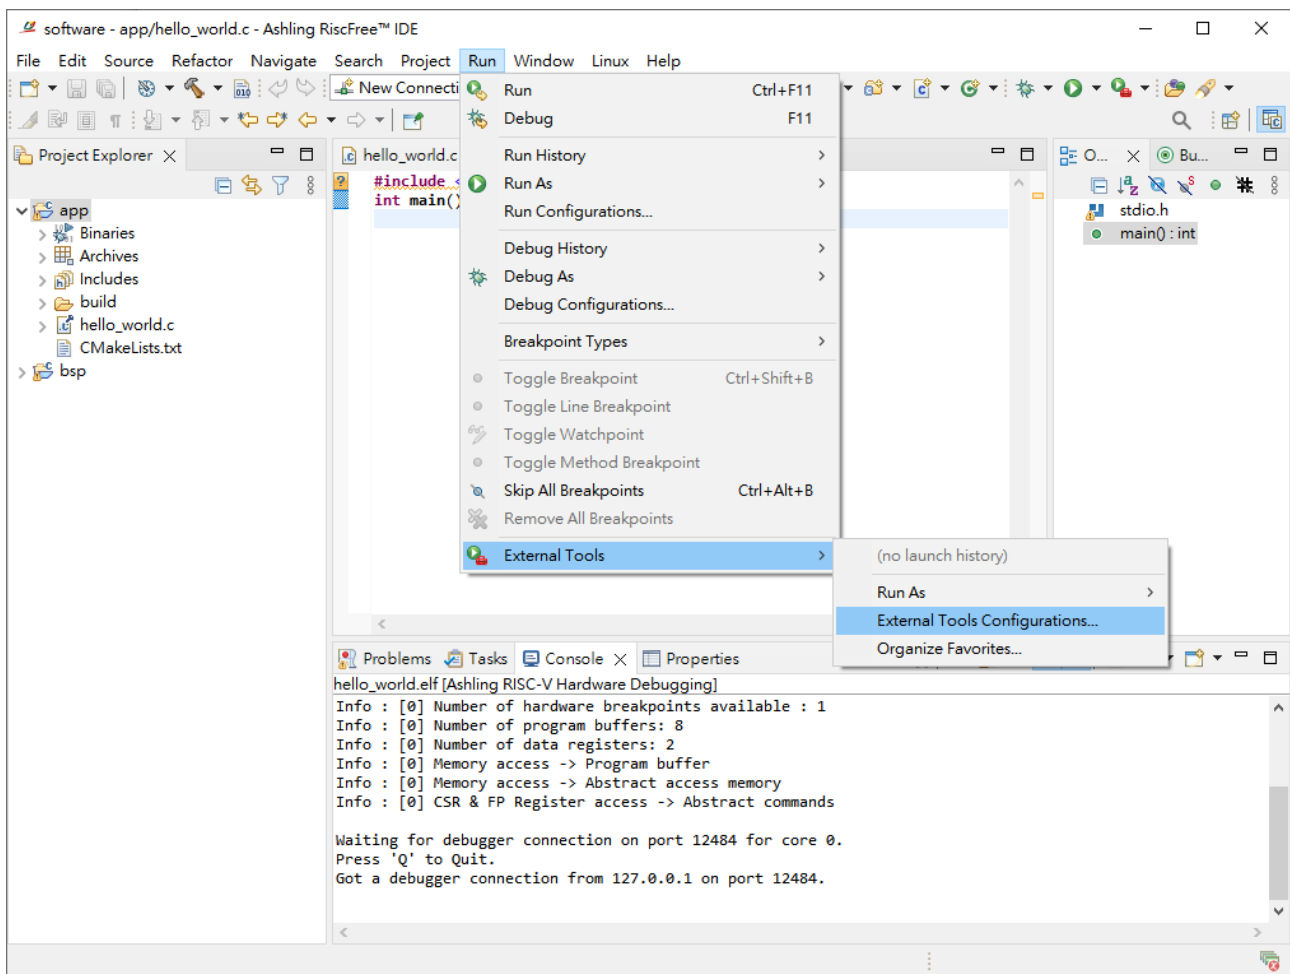 software - app/hello_world.c - Ashling RiscFree™ IDE
File Edit Source Refactor Navigate Search Project Run Window Linux Help
New Connecti
Project Explorer
app
Binaries
Archives
Includes
build
hello_world.c
CMakeLists.txt
bsp
hello_world.c
#include <
int main()
Run Ctrl+F11
Debug F11
Run History
Run As
Run Configurations...
Debug History
Debug As
Debug Configurations...
Breakpoint Types
Toggle Breakpoint Ctrl+Shift+B
Toggle Line Breakpoint
Toggle Watchpoint
Toggle Method Breakpoint
Skip All Breakpoints Ctrl+Alt+B
Remove All Breakpoints
External Tools
(no launch history)
Run As
External Tools Configurations...
Organize Favorites...
O... Bu...
stdio.h
main() : int
Problems Tasks Console Properties
hello_world.elf [Ashling RISC-V Hardware Debugging]
Info : [0] Number of hardware breakpoints available : 1
Info : [0] Number of program buffers: 8
Info : [0] Number of data registers: 2
Info : [0] Memory access -> Program buffer
Info : [0] Memory access -> Abstract access memory
Info : [0] CSR & FP Register access -> Abstract commands
Waiting for debugger connection on port 12484 for core 0.
Press 'Q' to Quit.
Got a debugger connection from 127.0.0.1 on port 12484.